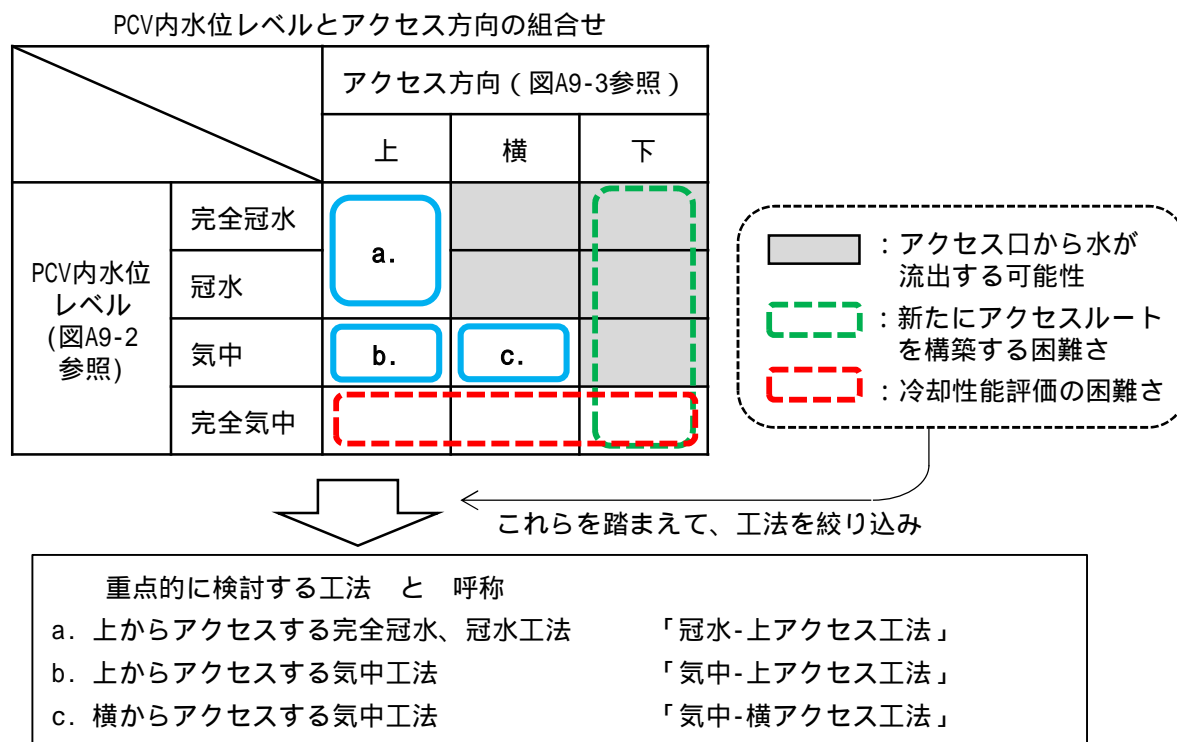 PCV内水位レベルとアクセス方向の組合せ
アクセス方向(図A9-3参照)
上 横 下
PCV内水位
レベル
(図A9-2
参照)
完全冠水
冠水
気中
完全気中
a.
b.
c.
:アクセス口から水が
流出する可能性
:新たにアクセスルート
を構築する困難さ
:冷却性能評価の困難さ
これらを踏まえて、工法を絞り込み
重点的に検討する工法 と 呼称
a. 上からアクセスする完全冠水、冠水工法 「冠水-上アクセス工法」
b. 上からアクセスする気中工法 「気中-上アクセス工法」
c. 横からアクセスする気中工法 「気中-横アクセス工法」